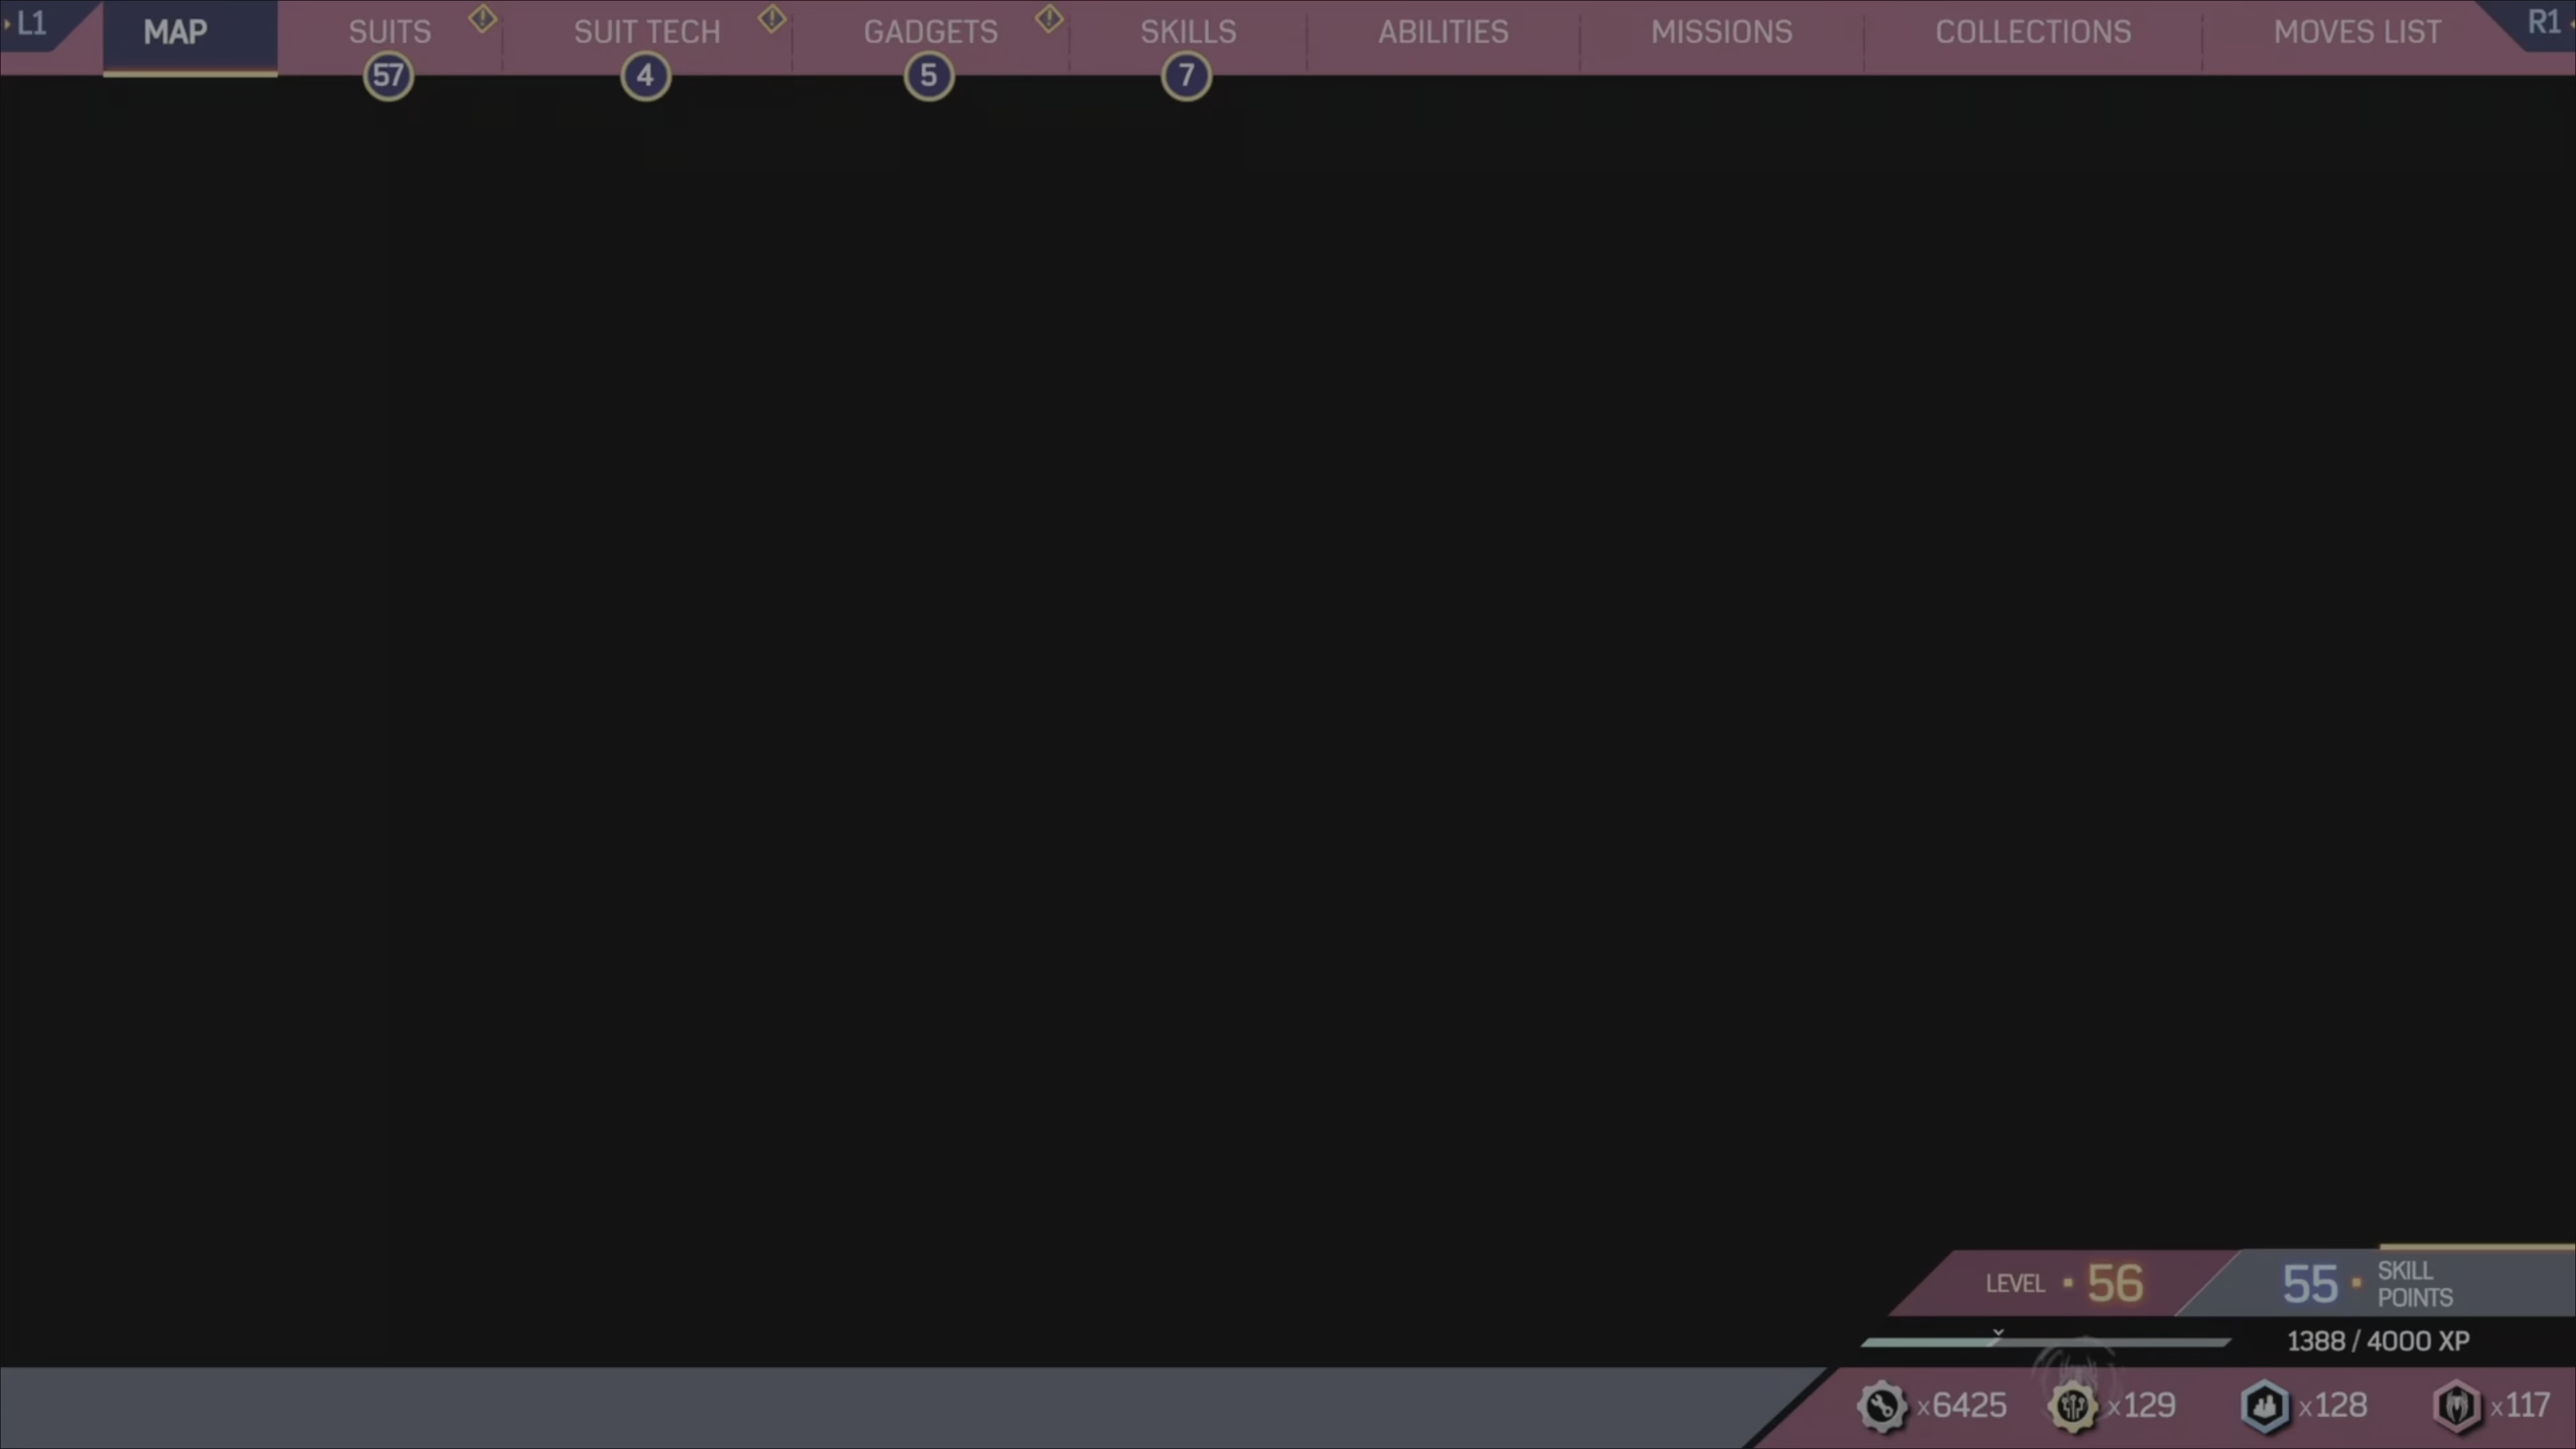 L1
MAP
SUITS
SUIT TECH
GADGETS
SKILLS
ABILITIES
MISSIONS
COLLECTIONS
MOVES LIST
R1
57
4
5
7
LEVEL 56
55 SKILL
POINTS
1388 / 4000 XP
x6425
x129
x128
x117